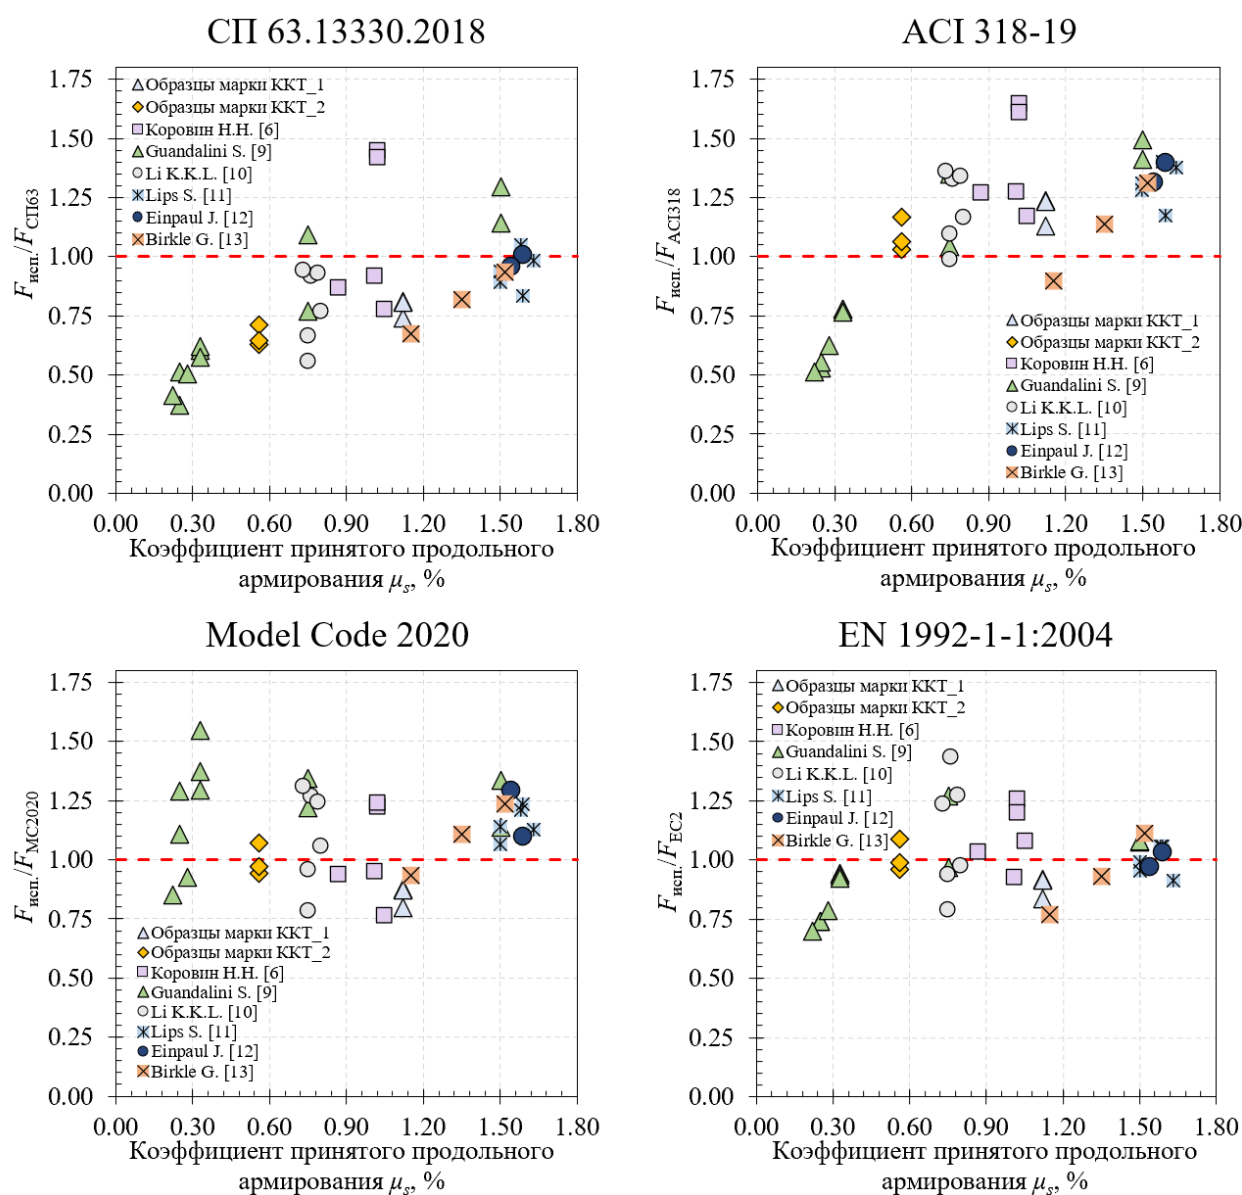 СП 63.13330.2018
Fисп./FСП63
1.75
1.50
1.25
1.00
0.75
0.50
0.25
0.00
Образцы марки ККТ_1
Образцы марки ККТ_2
Коровин Н.Н. [6]
Guandalini S. [9]
Li K.K.L. [10]
Lips S. [11]
Einpaul J. [12]
Birkle G. [13]
0.00 0.30 0.60 0.90 1.20 1.50 1.80
Коэффициент принятого продольного
армирования μs, %
ACI 318-19
Fисп./FACI318
1.75
1.50
1.25
1.00
0.75
0.50
0.25
0.00
Образцы марки ККТ_1
Образцы марки ККТ_2
Коровин Н.Н. [6]
Guandalini S. [9]
Li K.K.L. [10]
Lips S. [11]
Einpaul J. [12]
Birkle G. [13]
0.00 0.30 0.60 0.90 1.20 1.50 1.80
Коэффициент принятого продольного
армирования μs, %
Model Code 2020
Fисп./FMC2020
1.75
1.50
1.25
1.00
0.75
0.50
0.25
0.00
Образцы марки ККТ_1
Образцы марки ККТ_2
Коровин Н.Н. [6]
Guandalini S. [9]
Li K.K.L. [10]
Lips S. [11]
Einpaul J. [12]
Birkle G. [13]
0.00 0.30 0.60 0.90 1.20 1.50 1.80
Коэффициент принятого продольного
армирования μs, %
EN 1992-1-1:2004
Fисп./FEC2
1.75
1.50
1.25
1.00
0.75
0.50
0.25
0.00
Образцы марки ККТ_1
Образцы марки ККТ_2
Коровин Н.Н. [6]
Guandalini S. [9]
Li K.K.L. [10]
Lips S. [11]
Einpaul J. [12]
Birkle G. [13]
0.00 0.30 0.60 0.90 1.20 1.50 1.80
Коэффициент принятого продольного
армирования μs, %